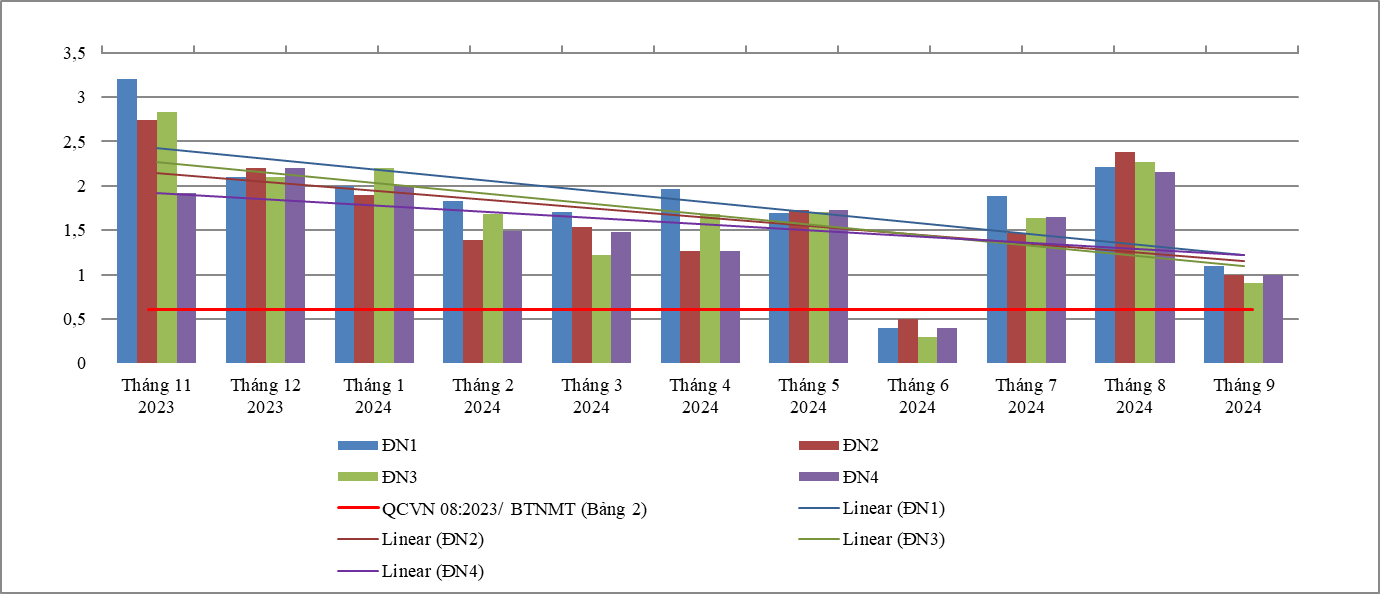 3,5
3
2,5
2
1,5
1
0,5
0
Tháng 11 Tháng 12 Tháng 1 Tháng 2 Tháng 3 Tháng 4 Tháng 5 Tháng 6 Tháng 7 Tháng 8 Tháng 9
2023 2023 2024 2024 2024 2024 2024 2024 2024 2024 2024
ĐN1 ĐN2
ĐN3 ĐN4
QCVN 08:2023/ BTNMT (Bảng 2) Linear (ĐN1)
Linear (ĐN2) Linear (ĐN3)
Linear (ĐN4)